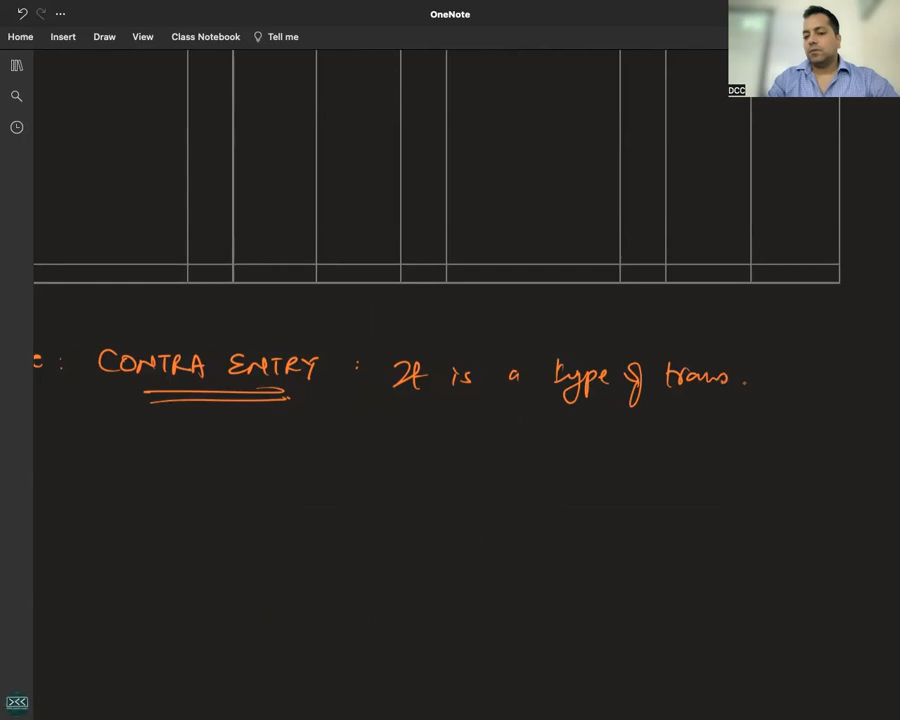 OneNote
Home Insert Draw View Class Notebook Tell me
DCC
: CONTRA ENTRY : It is a type of trans.